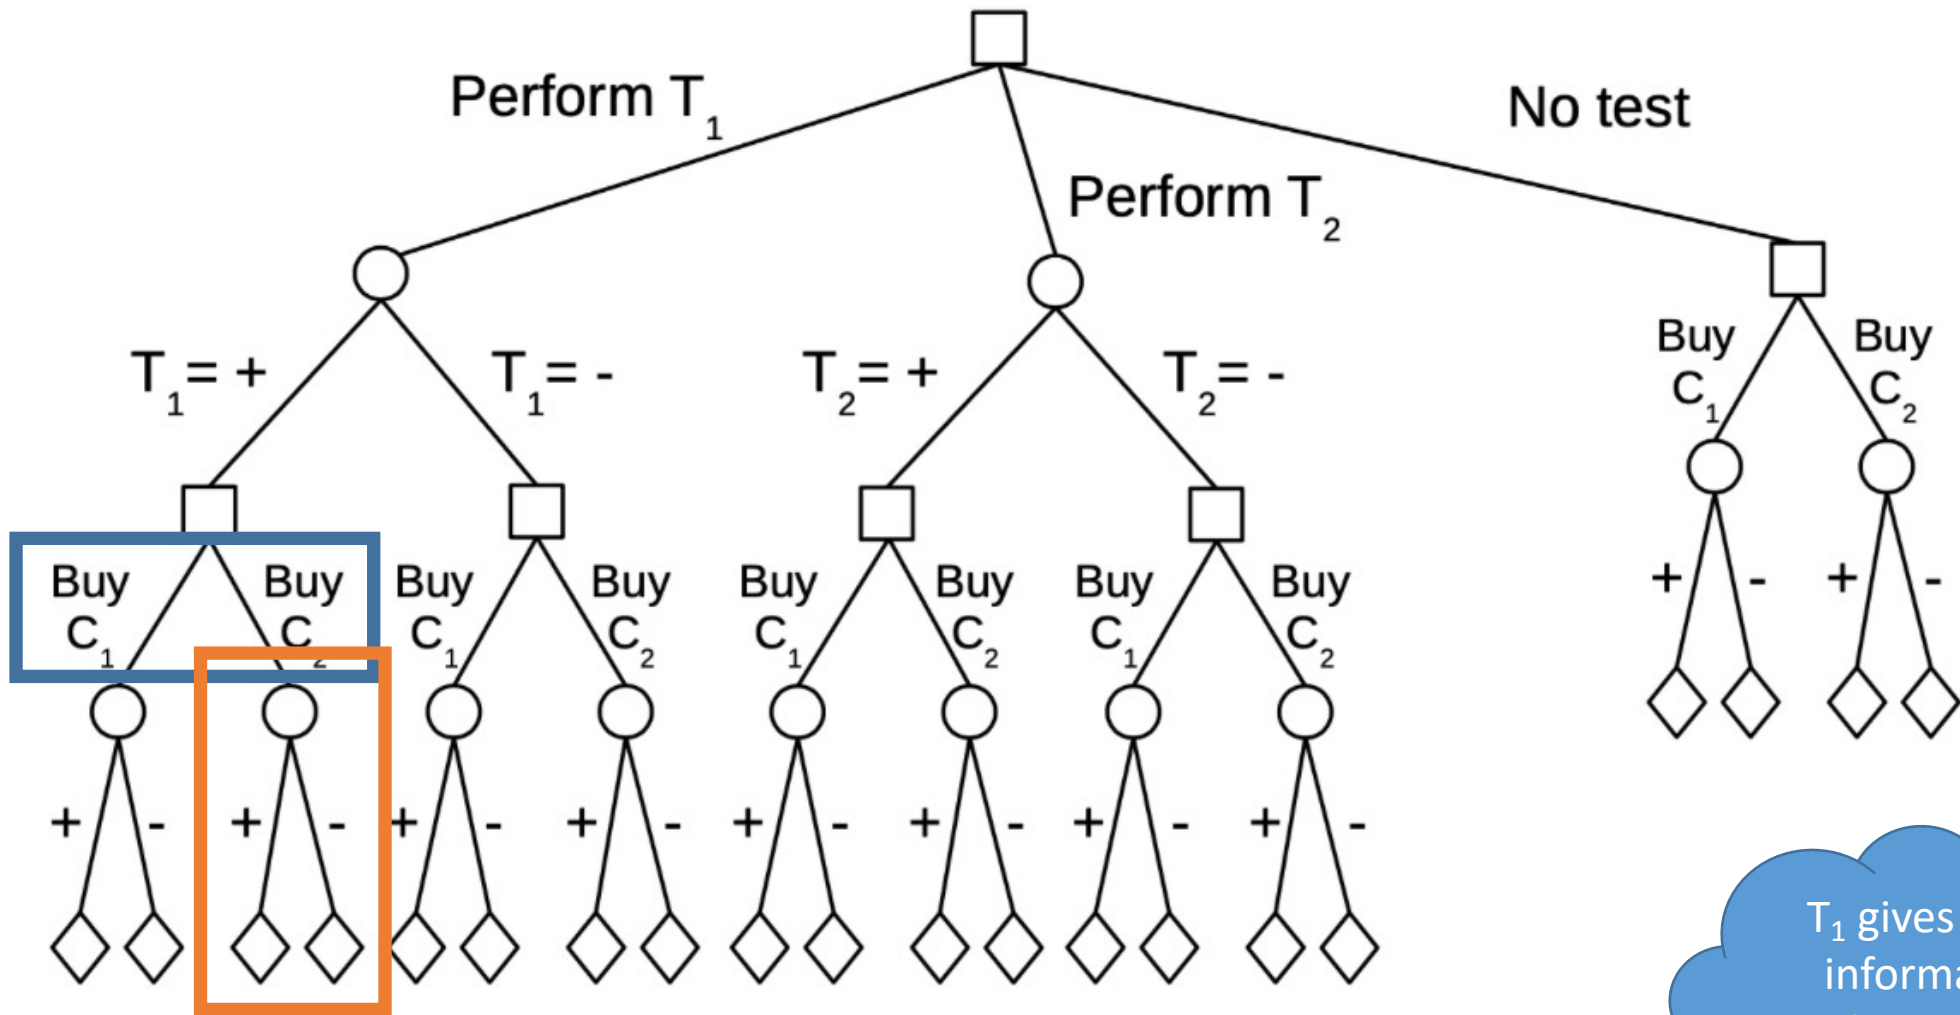 Perform T1
No test
Perform T2
T1= +
T1= -
T2= +
T2= -
Buy
C1
Buy
C2
Buy
C1
Buy
C2
Buy
C1
Buy
C2
Buy
C1
Buy
C2
Buy
C1
Buy
C2
+ -
+ -
+ -
+ -
+ -
+ -
+ -
+ -
+ -
+ -
T1 gives
informa